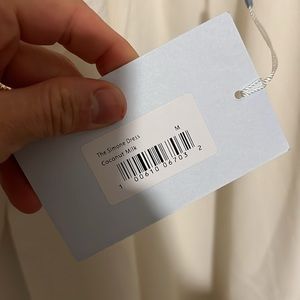 The Simone Dress M
Coconut Milk
1 00610 06703 2